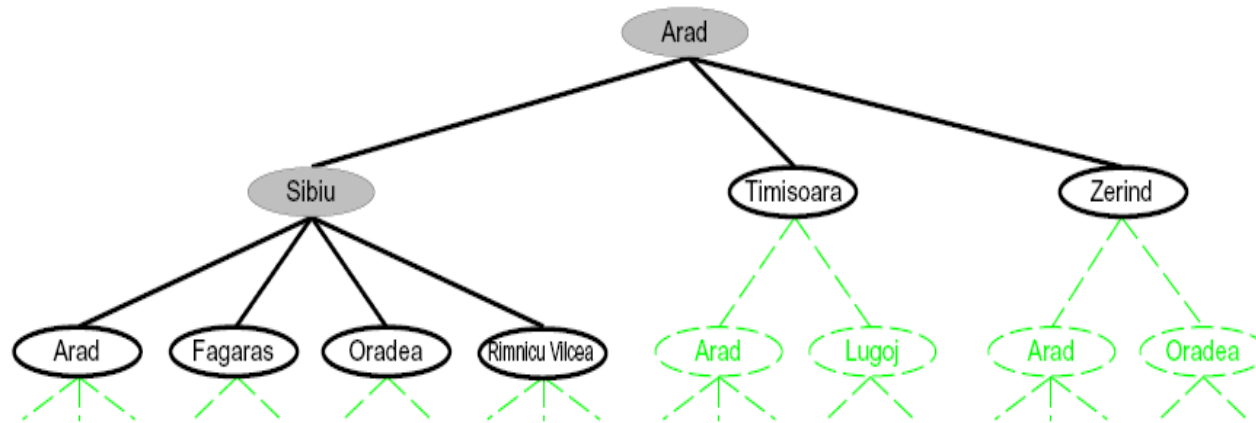 Arad
Sibiu
Timisoara
Zerind
Arad
Fagaras
Oradea
Rimnicu Vilcea
Arad
Lugoj
Arad
Oradea